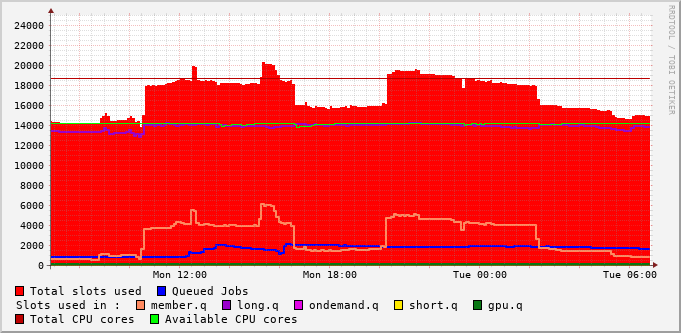 RRDTOOL / TOBI OETIKER
24000
22000
20000
18000
16000
14000
12000
10000
8000
6000
4000
2000
0
Mon 12:00 Mon 18:00 Tue 00:00 Tue 06:00
Total slots used Queued Jobs
Slots used in : member.q long.q ondemand.q short.q gpu.q
Total CPU cores Available CPU cores